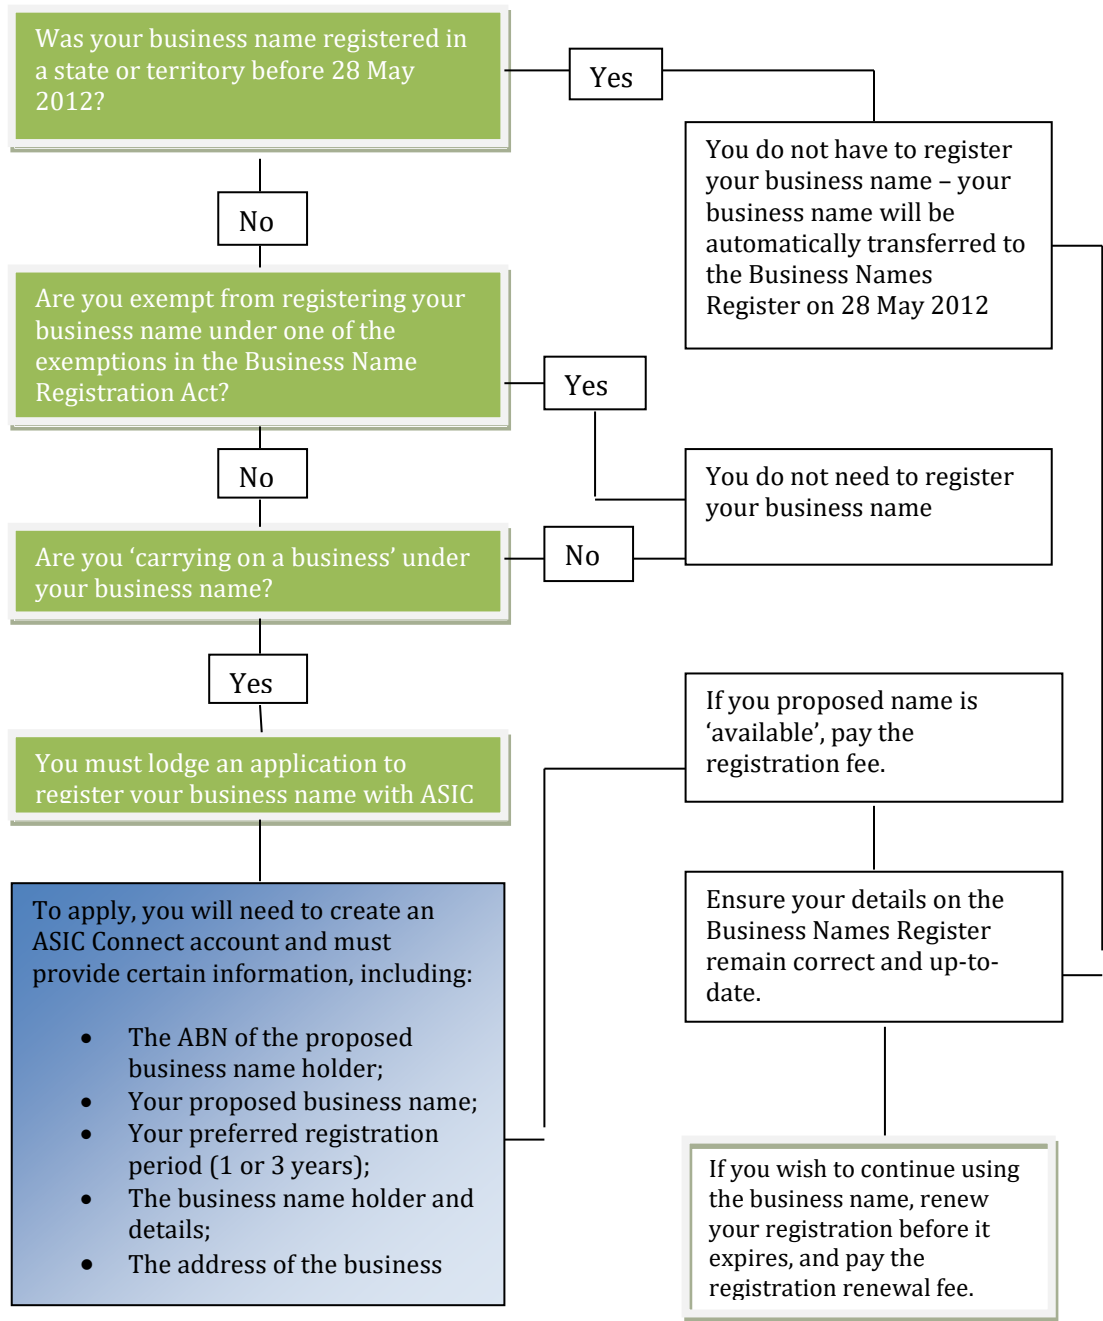 Was your business name registered in
a state or territory before 28 May
2012?
Yes
You do not have to register
your business name – your
business name will be
automatically transferred to
the Business Names
Register on 28 May 2012
No
Are you exempt from registering your
business name under one of the
exemptions in the Business Name
Registration Act?
Yes
You do not need to register
your business name
No
Are you ‘carrying on a business’ under
your business name?
No
Yes
You must lodge an application to
register your business name with ASIC
To apply, you will need to create an
ASIC Connect account and must
provide certain information, including:
• The ABN of the proposed
business name holder;
• Your proposed business name;
• Your preferred registration
period (1 or 3 years);
• The business name holder and
details;
• The address of the business
If you proposed name is
‘available’, pay the
registration fee.
Ensure your details on the
Business Names Register
remain correct and up-to-
date.
If you wish to continue using
the business name, renew
your registration before it
expires, and pay the
registration renewal fee.